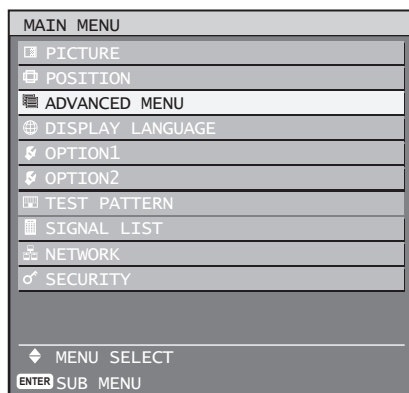 MAIN MENU
PICTURE
POSITION
ADVANCED MENU
DISPLAY LANGUAGE
OPTION1
OPTION2
TEST PATTERN
SIGNAL LIST
NETWORK
SECURITY
MENU SELECT
ENTER SUB MENU